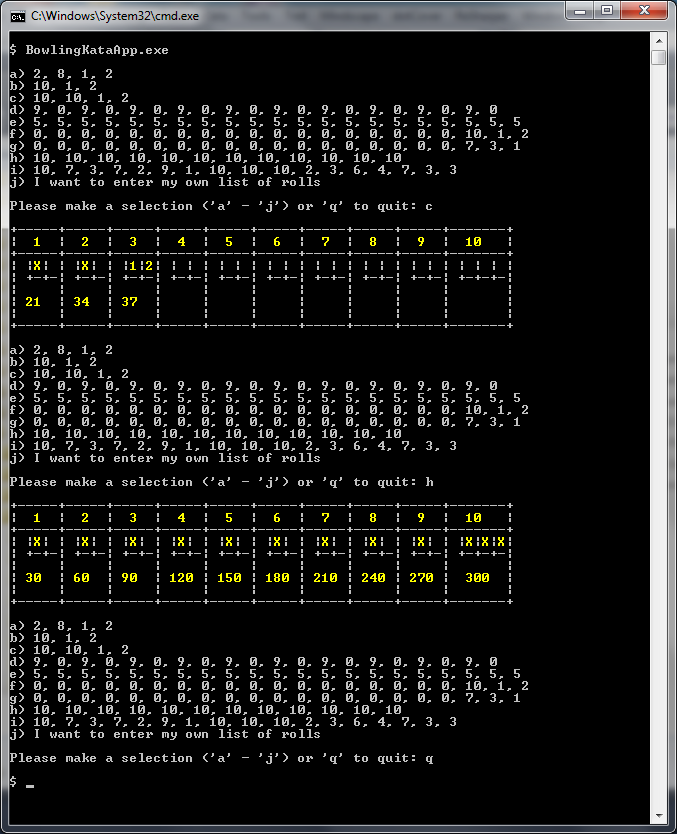 C:\Windows\System32\cmd.exe
$ BowlingKataApp.exe
a) 2, 8, 1, 2
b) 10, 1, 2
c) 10, 10, 1, 2
d) 9, 0, 9, 0, 9, 0, 9, 0, 9, 0, 9, 0, 9, 0, 9, 0, 9, 0, 9, 0
e) 5, 5, 5, 5, 5, 5, 5, 5, 5, 5, 5, 5, 5, 5, 5, 5, 5, 5, 5, 5, 5
f) 0, 0, 0, 0, 0, 0, 0, 0, 0, 0, 0, 0, 0, 0, 0, 0, 0, 0, 10, 1, 2
g) 0, 0, 0, 0, 0, 0, 0, 0, 0, 0, 0, 0, 0, 0, 0, 0, 0, 0, 7, 3, 1
h) 10, 10, 10, 10, 10, 10, 10, 10, 10, 10, 10, 10
i) 10, 7, 3, 7, 2, 9, 1, 10, 10, 10, 2, 3, 6, 4, 7, 3, 3
j) I want to enter my own list of rolls
Please make a selection ('a' - 'j') or 'q' to quit: c
1 2 3 4 5 6 7 8 9 10
X X 1 2
21 34 37
a) 2, 8, 1, 2
b) 10, 1, 2
c) 10, 10, 1, 2
d) 9, 0, 9, 0, 9, 0, 9, 0, 9, 0, 9, 0, 9, 0, 9, 0, 9, 0, 9, 0
e) 5, 5, 5, 5, 5, 5, 5, 5, 5, 5, 5, 5, 5, 5, 5, 5, 5, 5, 5, 5, 5
f) 0, 0, 0, 0, 0, 0, 0, 0, 0, 0, 0, 0, 0, 0, 0, 0, 0, 0, 10, 1, 2
g) 0, 0, 0, 0, 0, 0, 0, 0, 0, 0, 0, 0, 0, 0, 0, 0, 0, 0, 7, 3, 1
h) 10, 10, 10, 10, 10, 10, 10, 10, 10, 10, 10, 10
i) 10, 7, 3, 7, 2, 9, 1, 10, 10, 10, 2, 3, 6, 4, 7, 3, 3
j) I want to enter my own list of rolls
Please make a selection ('a' - 'j') or 'q' to quit: h
1 2 3 4 5 6 7 8 9 10
X X X X X X X X X X X X
30 60 90 120 150 180 210 240 270 300
a) 2, 8, 1, 2
b) 10, 1, 2
c) 10, 10, 1, 2
d) 9, 0, 9, 0, 9, 0, 9, 0, 9, 0, 9, 0, 9, 0, 9, 0, 9, 0, 9, 0
e) 5, 5, 5, 5, 5, 5, 5, 5, 5, 5, 5, 5, 5, 5, 5, 5, 5, 5, 5, 5, 5
f) 0, 0, 0, 0, 0, 0, 0, 0, 0, 0, 0, 0, 0, 0, 0, 0, 0, 0, 10, 1, 2
g) 0, 0, 0, 0, 0, 0, 0, 0, 0, 0, 0, 0, 0, 0, 0, 0, 0, 0, 7, 3, 1
h) 10, 10, 10, 10, 10, 10, 10, 10, 10, 10, 10, 10
i) 10, 7, 3, 7, 2, 9, 1, 10, 10, 10, 2, 3, 6, 4, 7, 3, 3
j) I want to enter my own list of rolls
Please make a selection ('a' - 'j') or 'q' to quit: q
$ _